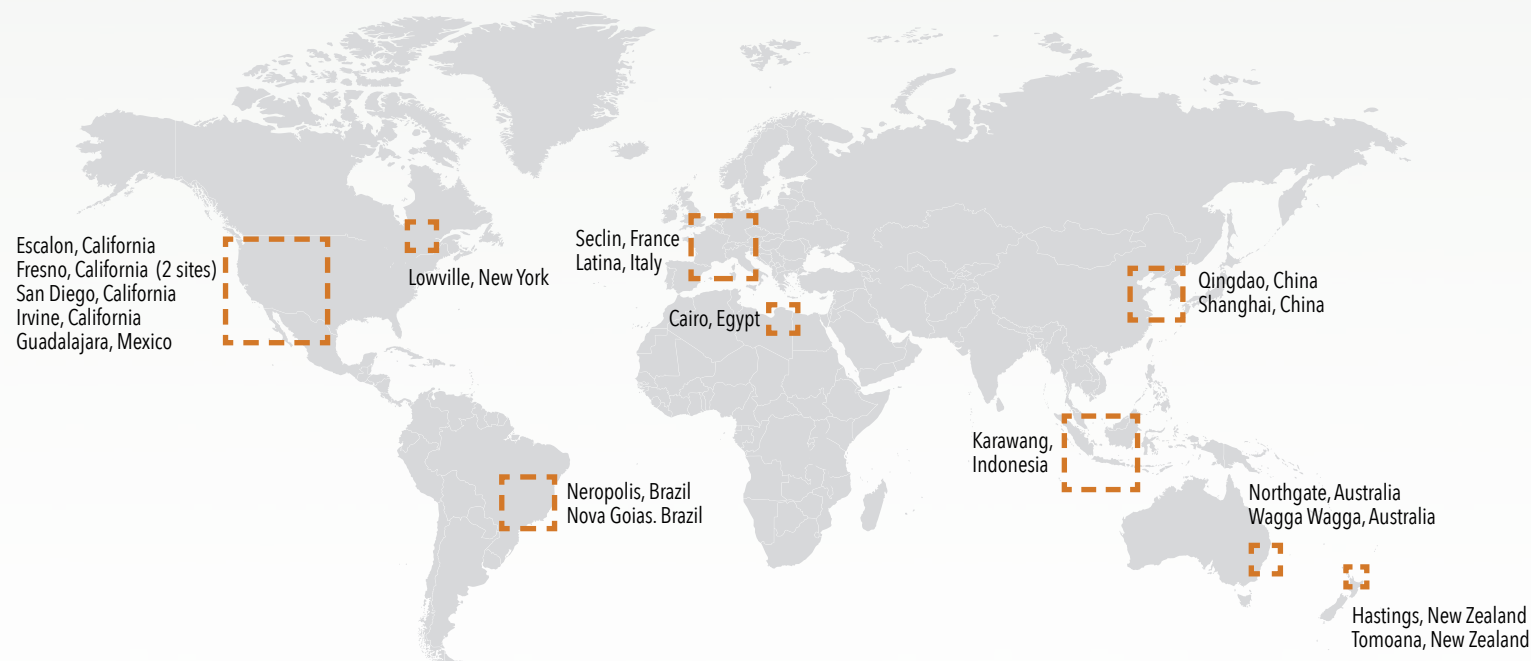 Escalon, California
Fresno, California (2 sites)
San Diego, California
Irvine, California
Guadalajara, Mexico
Lowville, New York
Seclin, France
Latina, Italy
Cairo, Egypt
Qingdao, China
Shanghai, China
Neropolis, Brazil
Nova Goias. Brazil
Karawang,
Indonesia
Northgate, Australia
Wagga Wagga, Australia
Hastings, New Zealand
Tomoana, New Zealand